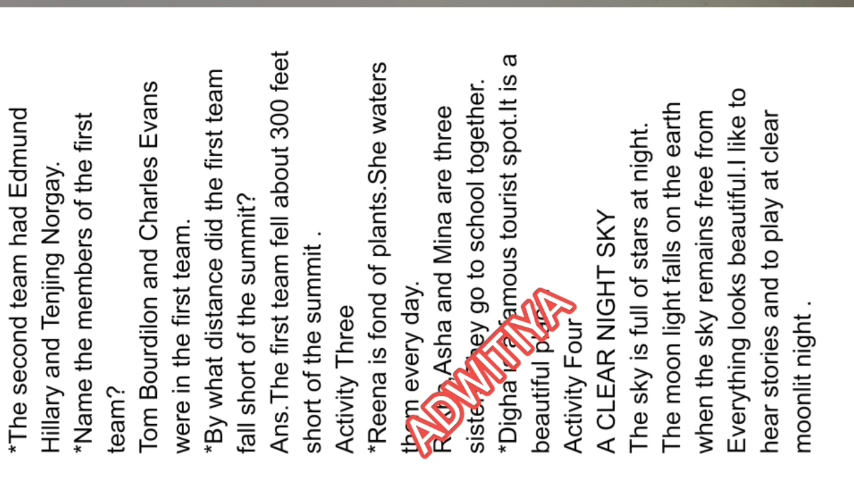 *The second team had Edmund
Hillary and Tenjing Norgay.
*Name the members of the first
team?
Tom Bourdilon and Charles Evans
were in the first team.
*By what distance did the first team
fall short of the summit?
Ans.The first team fell about 300 feet
short of the summit .
Activity Three
*Reena is fond of plants.She waters
them every day.
Asha and Mina are three
they go to school together.
*Digha famous tourist spot.It is a
beautiful
Activity Four
A CLEAR NIGHT SKY
The sky is full of stars at night.
The moon light falls on the earth
when the sky remains free from
Everything looks beautiful.I like to
hear stories and to play at clear
moonlit night .
ADWITIYA